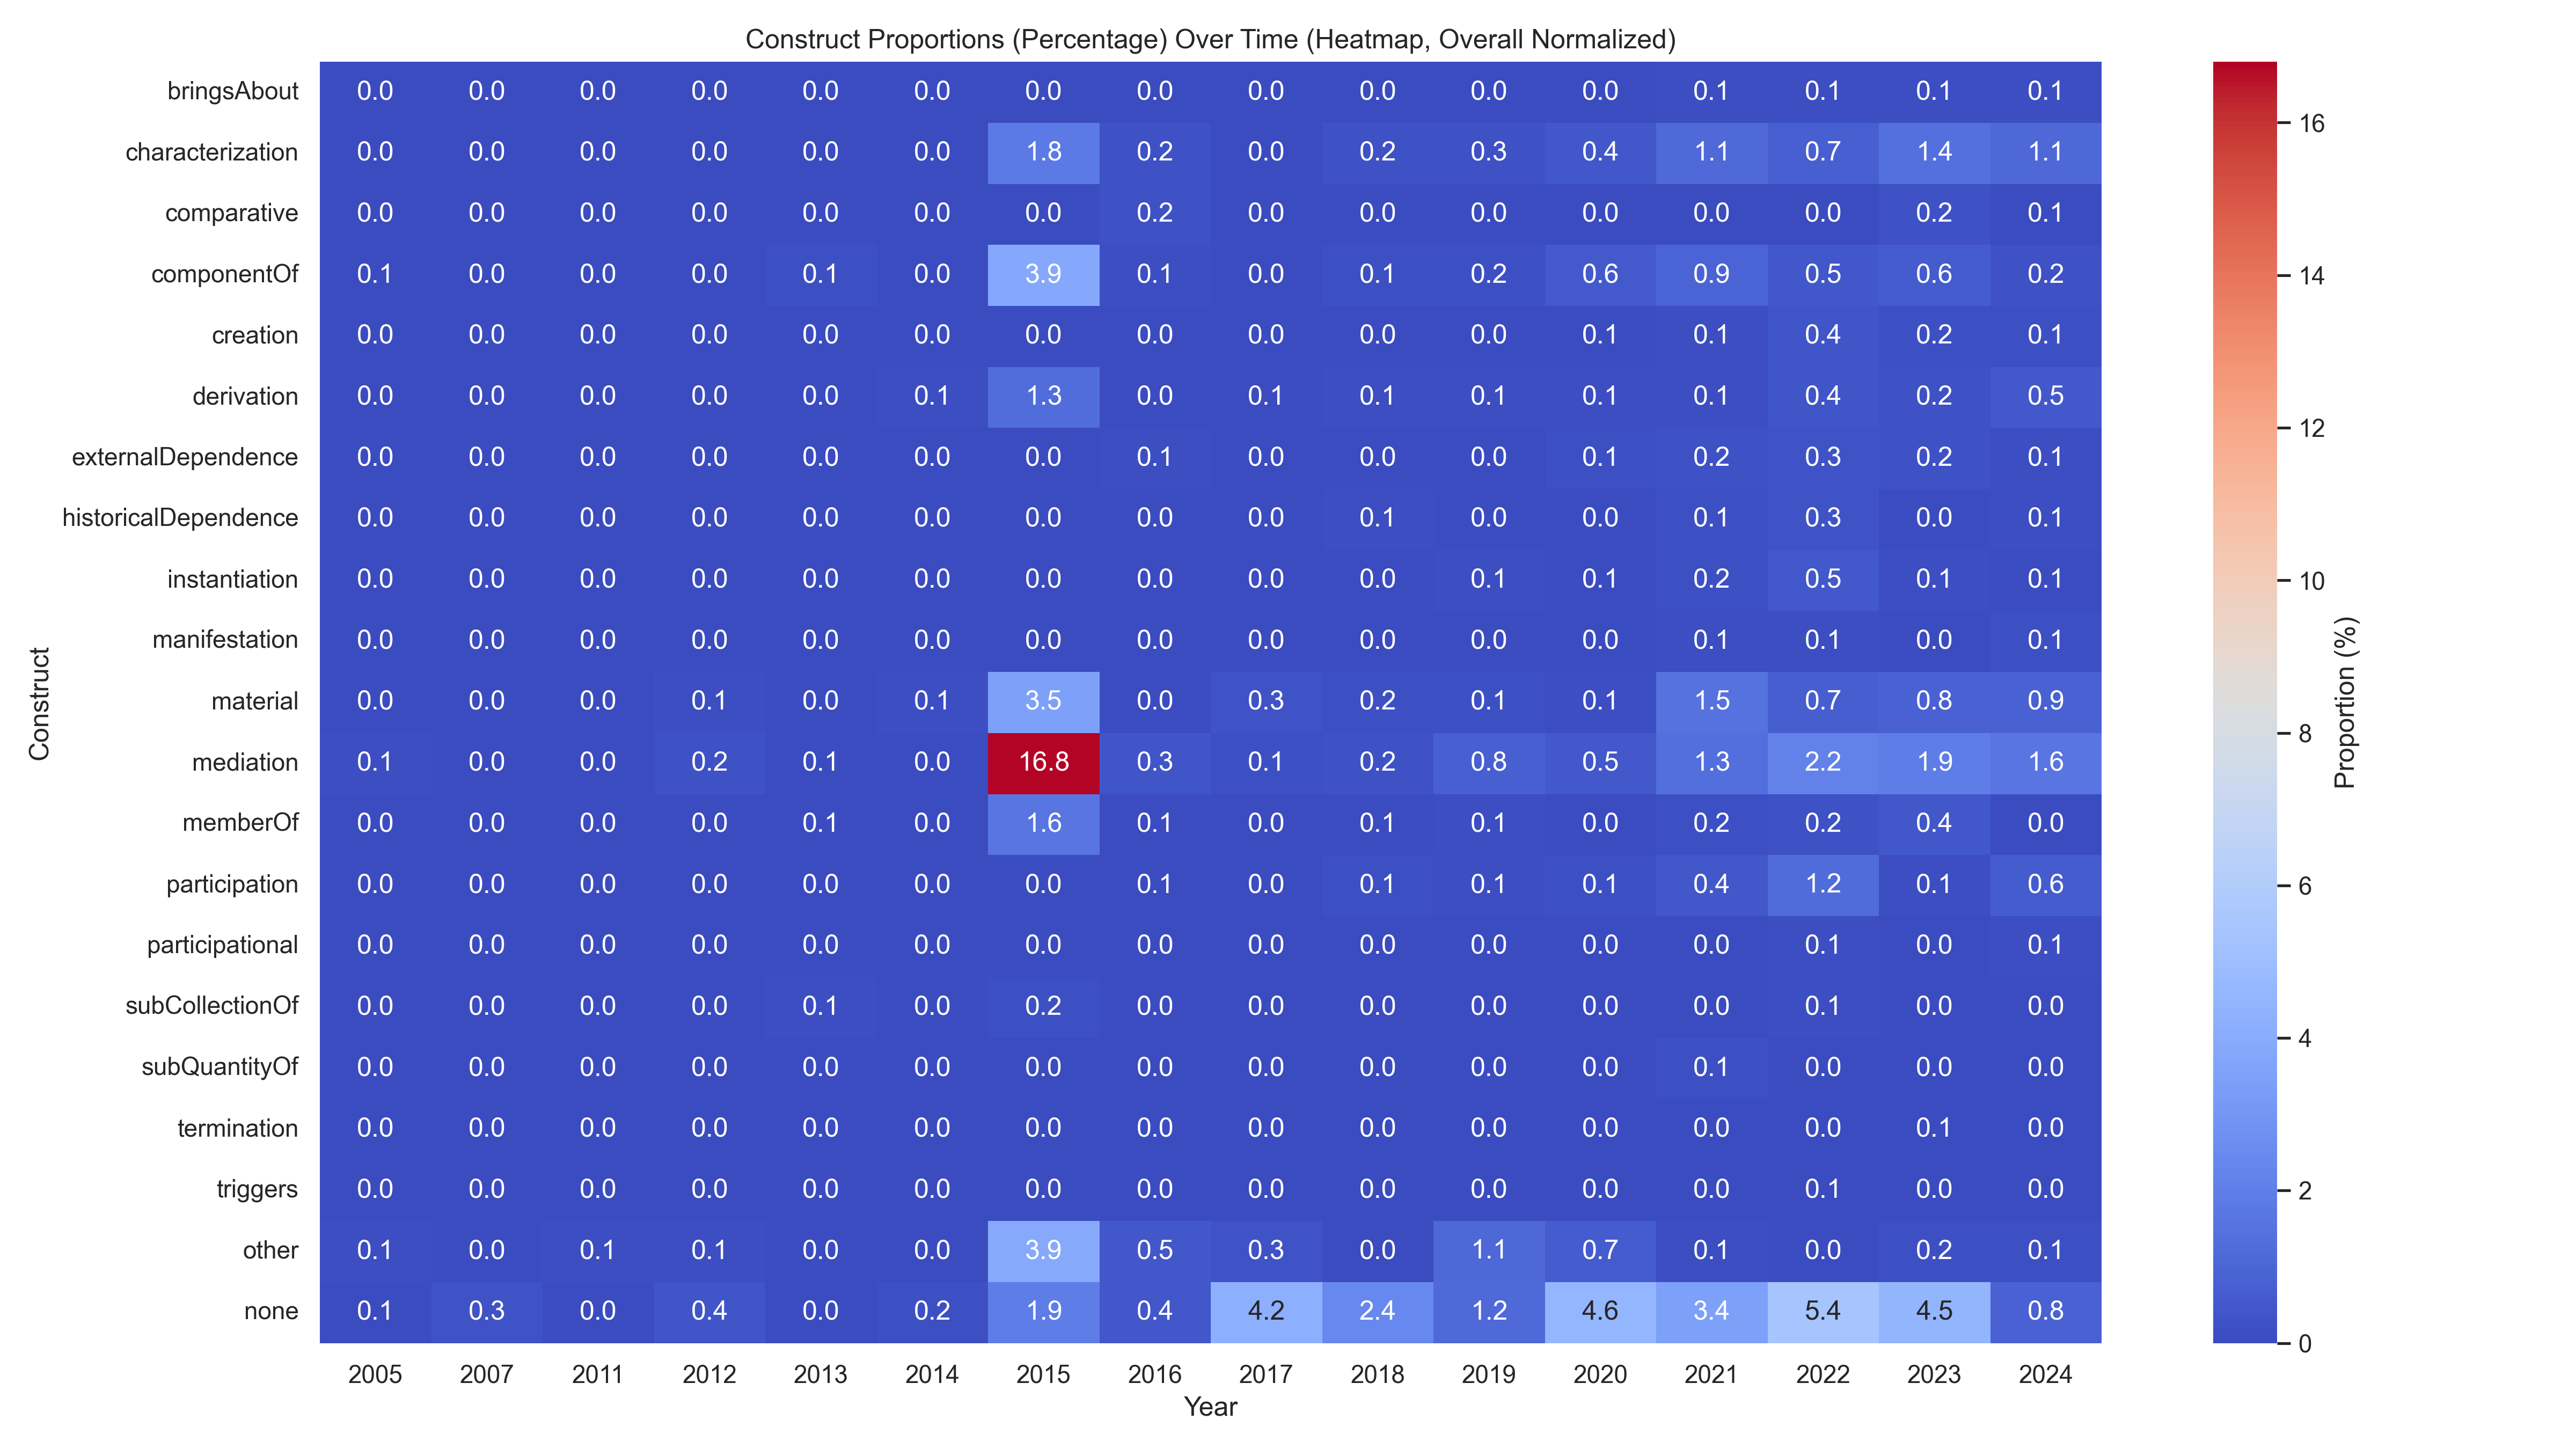 Construct Proportions (Percentage) Over Time (Heatmap, Overall Normalized)
bringsAbout 0.0 0.0 0.0 0.0 0.0 0.0 0.0 0.0 0.0 0.0 0.0 0.0 0.1 0.1 0.1 0.1
characterization 0.0 0.0 0.0 0.0 0.0 0.0 1.8 0.2 0.0 0.2 0.3 0.4 1.1 0.7 1.4 1.1
comparative 0.0 0.0 0.0 0.0 0.0 0.0 0.0 0.2 0.0 0.0 0.0 0.0 0.0 0.0 0.2 0.1
componentOf 0.1 0.0 0.0 0.0 0.1 0.0 3.9 0.1 0.0 0.1 0.2 0.6 0.9 0.5 0.6 0.2
creation 0.0 0.0 0.0 0.0 0.0 0.0 0.0 0.0 0.0 0.0 0.0 0.1 0.1 0.4 0.2 0.1
derivation 0.0 0.0 0.0 0.0 0.0 0.1 1.3 0.0 0.1 0.1 0.1 0.1 0.1 0.4 0.2 0.5
externalDependence 0.0 0.0 0.0 0.0 0.0 0.0 0.0 0.1 0.0 0.0 0.0 0.1 0.2 0.3 0.2 0.1
historicalDependence 0.0 0.0 0.0 0.0 0.0 0.0 0.0 0.0 0.0 0.1 0.0 0.0 0.1 0.3 0.0 0.1
instantiation 0.0 0.0 0.0 0.0 0.0 0.0 0.0 0.0 0.0 0.0 0.1 0.1 0.2 0.5 0.1 0.1
manifestation 0.0 0.0 0.0 0.0 0.0 0.0 0.0 0.0 0.0 0.0 0.0 0.0 0.1 0.1 0.0 0.1
material 0.0 0.0 0.0 0.1 0.0 0.1 3.5 0.0 0.3 0.2 0.1 0.1 1.5 0.7 0.8 0.9
mediation 0.1 0.0 0.0 0.2 0.1 0.0 16.8 0.3 0.1 0.2 0.8 0.5 1.3 2.2 1.9 1.6
memberOf 0.0 0.0 0.0 0.0 0.1 0.0 1.6 0.1 0.0 0.1 0.1 0.0 0.2 0.2 0.4 0.0
participation 0.0 0.0 0.0 0.0 0.0 0.0 0.0 0.1 0.0 0.1 0.1 0.1 0.4 1.2 0.1 0.6
participational 0.0 0.0 0.0 0.0 0.0 0.0 0.0 0.0 0.0 0.0 0.0 0.0 0.0 0.1 0.0 0.1
subCollectionOf 0.0 0.0 0.0 0.0 0.1 0.0 0.2 0.0 0.0 0.0 0.0 0.0 0.0 0.1 0.0 0.0
subQuantityOf 0.0 0.0 0.0 0.0 0.0 0.0 0.0 0.0 0.0 0.0 0.0 0.0 0.1 0.0 0.0 0.0
termination 0.0 0.0 0.0 0.0 0.0 0.0 0.0 0.0 0.0 0.0 0.0 0.0 0.0 0.0 0.1 0.0
triggers 0.0 0.0 0.0 0.0 0.0 0.0 0.0 0.0 0.0 0.0 0.0 0.0 0.0 0.1 0.0 0.0
other 0.1 0.0 0.1 0.1 0.0 0.0 3.9 0.5 0.3 0.0 1.1 0.7 0.1 0.0 0.2 0.1
none 0.1 0.3 0.0 0.4 0.0 0.2 1.9 0.4 4.2 2.4 1.2 4.6 3.4 5.4 4.5 0.8
2005 2007 2011 2012 2013 2014 2015 2016 2017 2018 2019 2020 2021 2022 2023 2024
Year
Construct
16
14
12
10
8
6
4
2
0
Proportion (%)